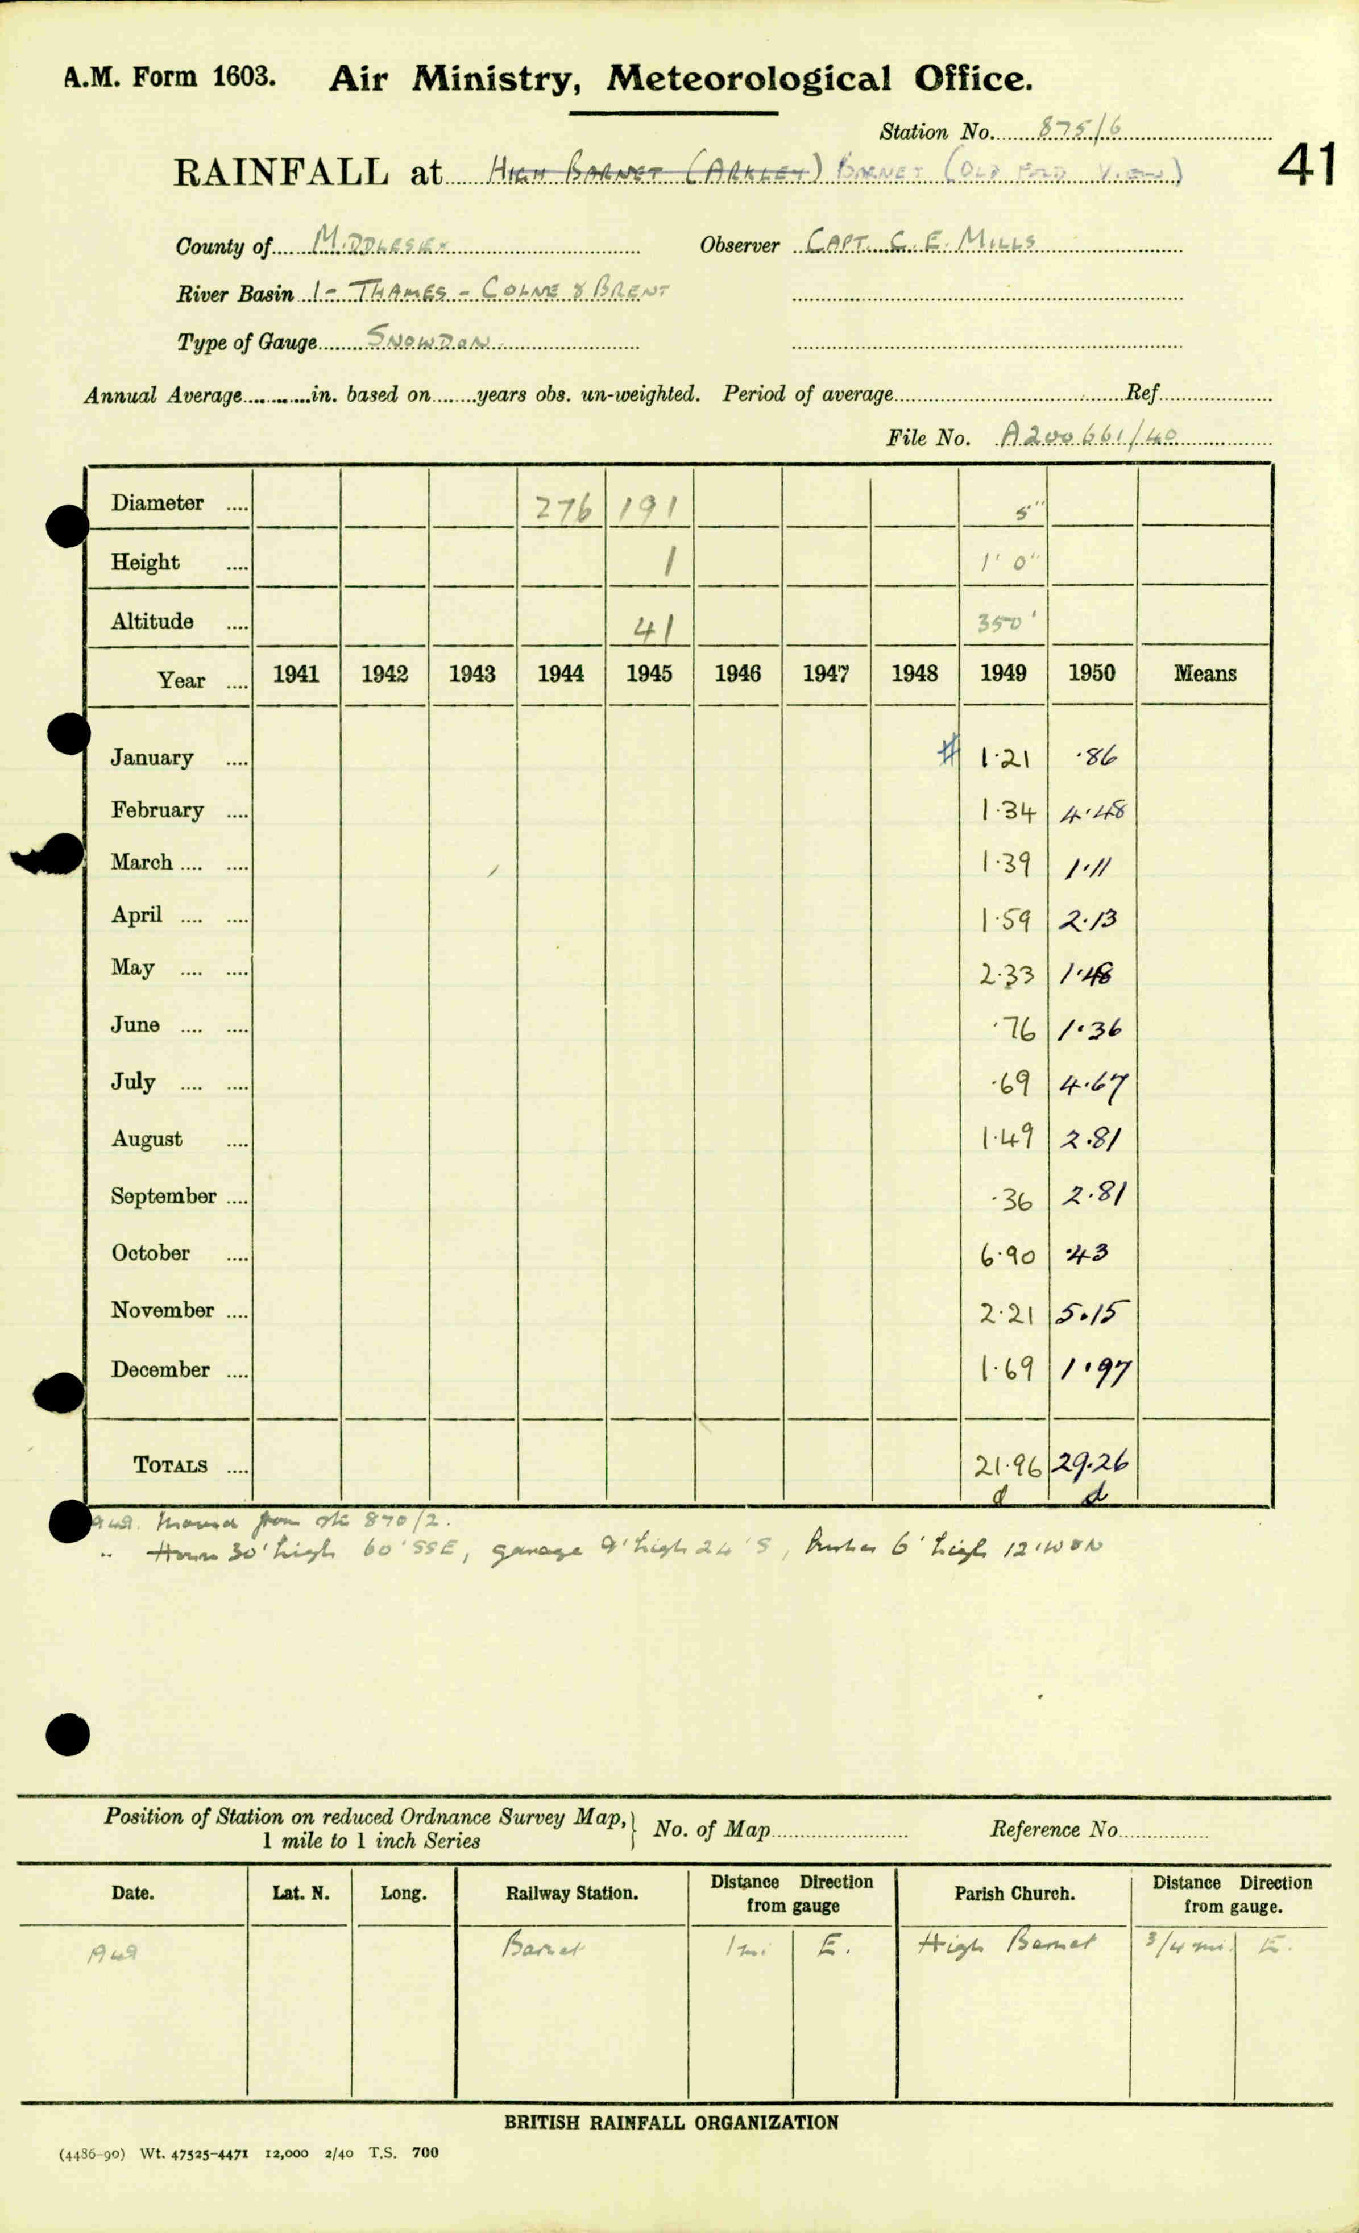 A.M. Form 1603. Air Ministry, Meteorological Office.
Station No. 875/6
41
RAINFALL at HIGH BARNET (ARKLEY) BARNET (OLD FOLD VIEW)
County of MIDDLESEX Observer CAPT. C. E. MILLS
River Basin 1 - THAMES - COLNE & BRENT
Type of Gauge SNOWDON
Annual Average in. based on years obs. un-weighted. Period of average Ref
File No. A200661/40
Diameter 276 191 5"
Height 1 1' 0"
Altitude 41 350'
Year 1941 1942 1943 1944 1945 1946 1947 1948 1949 1950 Means
January # 1.21 .86
February 1.34 4.48
March 1.39 1.11
April 1.59 2.13
May 2.33 1.48
June .76 1.36
July .69 4.67
August 1.49 2.81
September .36 2.81
October 6.90 .43
November 2.21 5.15
December 1.69 1.97
TOTALS 21.96 29.26
d d
1949. Moved from stn 870/2.
" House 30' high 60' SSE, garage 9' high 24' S, 6' high 12'
Position of Station on reduced Ordnance Survey Map, 1 mile to 1 inch Series } No. of Map Reference No
Date. Lat. N. Long. Railway Station. Distance Direction from gauge Parish Church. Distance Direction from gauge.
1949 Barnet 1 mi E. High Barnet 3/4 mi. E.
BRITISH RAINFALL ORGANIZATION
(4486-90) Wt. 47525-4471 12,000 2/40 T.S. 700